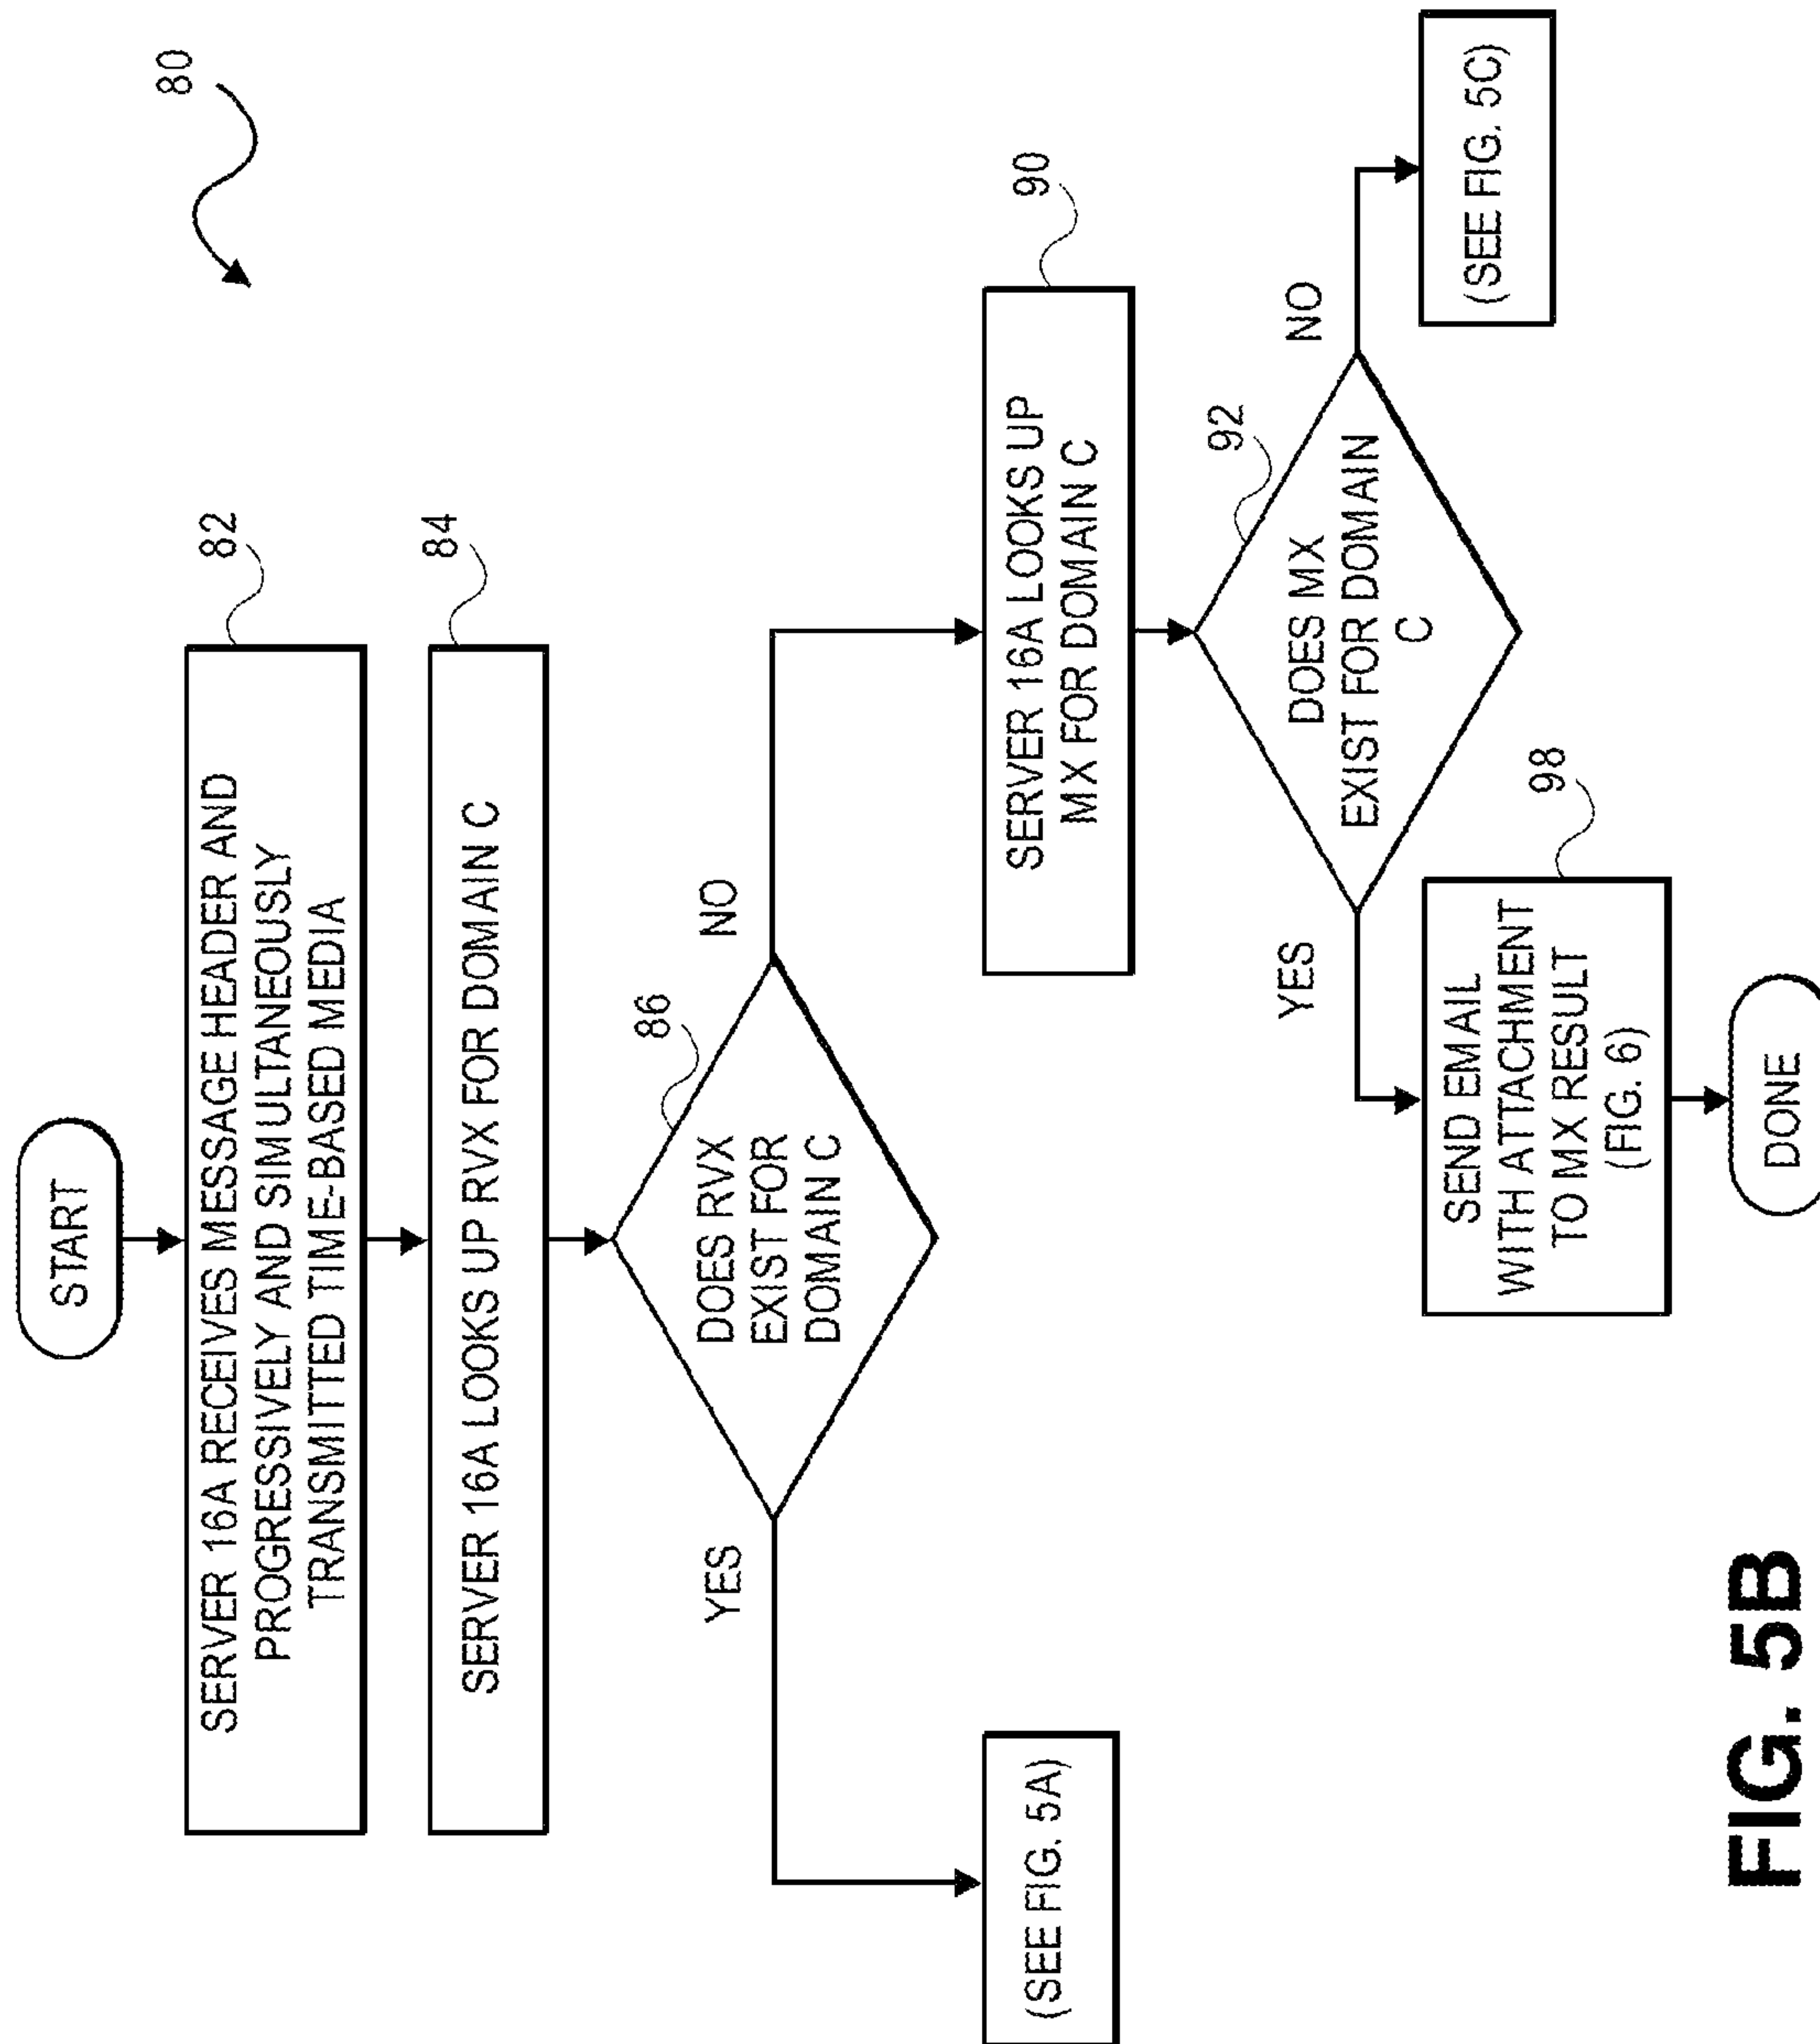 80
START
82
SERVER 16A RECEIVES MESSAGE HEADER AND
PROGRESSIVELY AND SIMULTANEOUSLY
TRANSMITTED TIME-BASED MEDIA
84
SERVER 16A LOOKS UP RVX FOR DOMAIN C
86
DOES RVX
EXIST FOR
DOMAIN C
YES
NO
(SEE FIG. 5A)
90
SERVER 16A LOOKS UP
MX FOR DOMAIN C
92
DOES MX
EXIST FOR DOMAIN
C
YES
NO
98
SEND EMAIL
WITH ATTACHMENT
TO MX RESULT
(FIG. 6)
(SEE FIG. 5C)
DONE
FIG. 5B